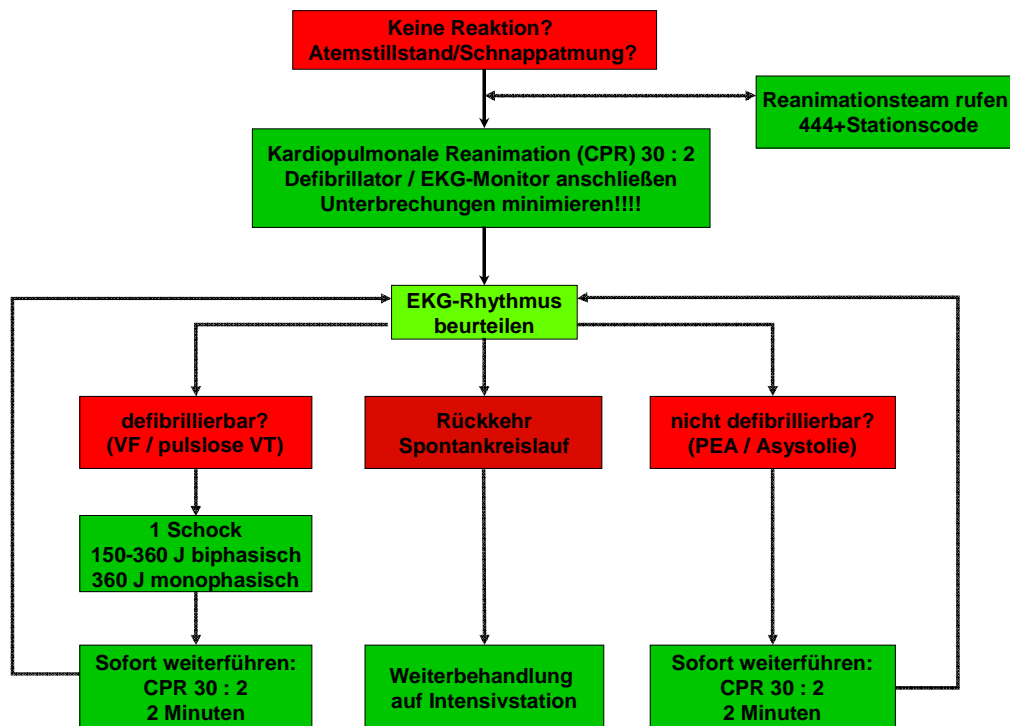 Keine Reaktion?
Atemstillstand/Schnappatmung?
Reanimationsteam rufen
444+Stationscode
Kardiopulmonale Reanimation (CPR) 30 : 2
Defibrillator / EKG-Monitor anschließen
Unterbrechungen minimieren!!!!
EKG-Rhythmus
beurteilen
defibrillierbar?
(VF / pulslose VT)
Rückkehr
Spontankreislauf
nicht defibrillierbar?
(PEA / Asystolie)
1 Schock
150-360 J biphasisch
360 J monophasisch
Sofort weiterführen:
CPR 30 : 2
2 Minuten
Weiterbehandlung
auf Intensivstation
Sofort weiterführen:
CPR 30 : 2
2 Minuten